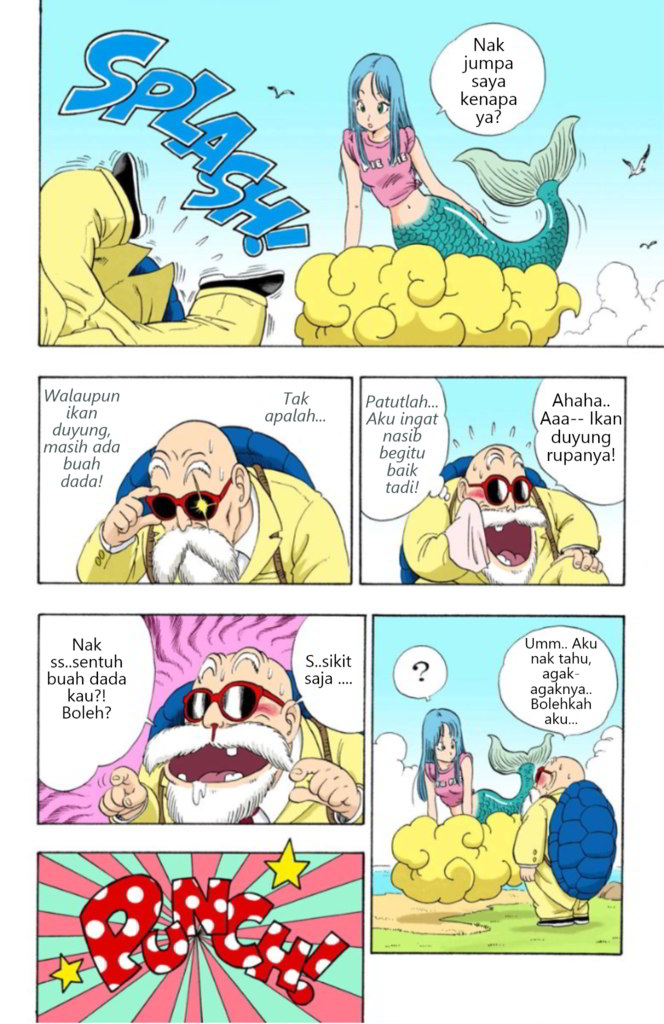 SPLASH!
Nak
jumpa
saya
kenapa
ya?
Ahaha..
Aaa-- Ikan
duyung
rupanya!
Patutlah...
Aku ingat
nasib
begitu
baik
tadi!
Tak
apalah...
Walaupun
ikan
duyung,
masih ada
buah
dada!
Umm.. Aku
nak tahu,
agak-
agaknya..
Bolehkah
aku...
?
S..sikit
saja ....
Nak
ss..sentuh
buah dada
kau?!
Boleh?
PUNCH!